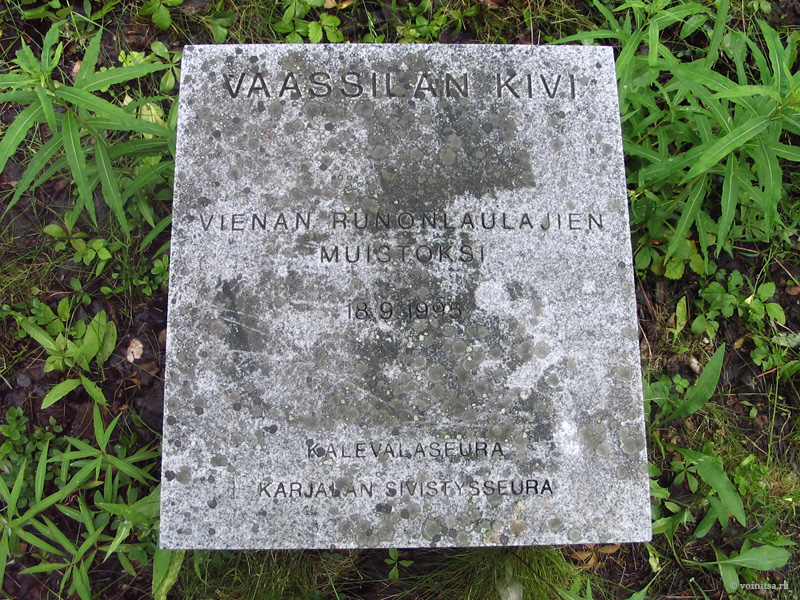 VAASSILAN KIVI
VIENAN RUNONLAULAJIEN
MUISTOKSI
18.9.1995
KALEVALASEURA
KARJALAN SIVISTYSSEURA
© voinitsa.ru